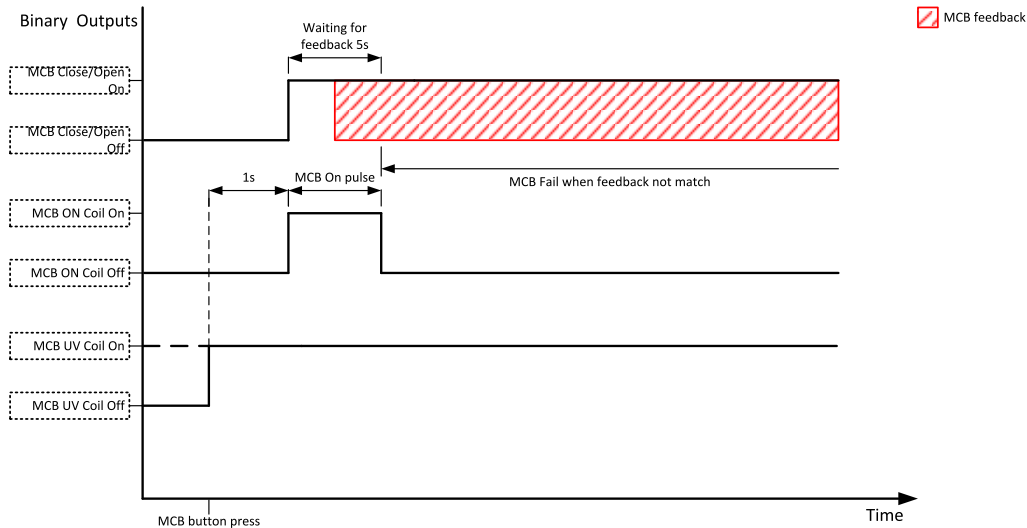 Binary Outputs
MCB feedback
Waiting for
feedback 5s
MCB Close/Open
On
MCB Close/Open
Off
1s
MCB On pulse
MCB Fail when feedback not match
MCB ON Coil On
MCB ON Coil Off
MCB UV Coil On
MCB UV Coil Off
Time
MCB button press